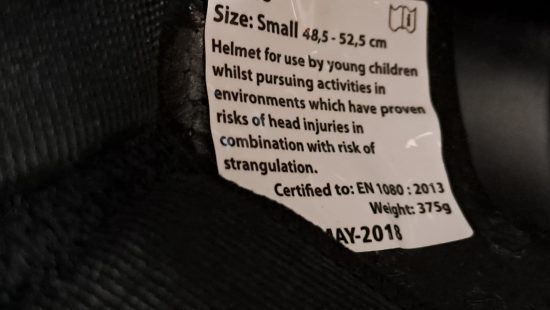 Size: Small 48,5 - 52,5 cm
Helmet for use by young children
whilst pursuing activities in
environments which have proven
risks of head injuries in
combination with risk of
strangulation.
Certified to: EN 1080 : 2013
Weight: 375g
MAY-2018